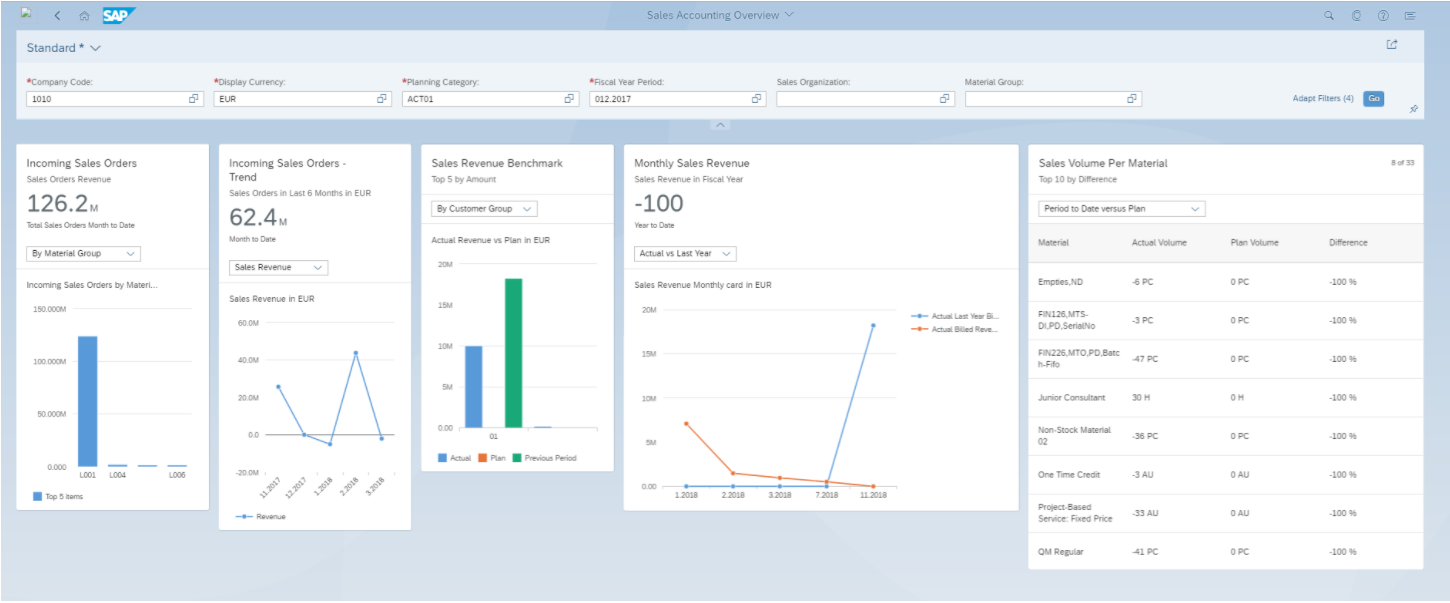 SAP
Sales Accounting Overview
Standard *
*Company Code:
1010
*Display Currency:
EUR
*Planning Category:
ACT01
*Fiscal Year Period:
012.2017
Sales Organization:
Material Group:
Adapt Filters (4)
Go
Incoming Sales Orders
Sales Orders Revenue
126.2 M
Total Sales Orders Month to Date
By Material Group
Incoming Sales Orders by Materi...
150.000M
100.000M
50.000M
0.000
L001 L004 L006
Top 5 items
Incoming Sales Orders -
Trend
Sales Orders in Last 6 Months in EUR
62.4 M
Month to Date
Sales Revenue
Sales Revenue in EUR
60.0M
40.0M
20.0M
0.0
-20.0M
11.2017 12.2017 1.2018 2.2018 3.2018
Revenue
Sales Revenue Benchmark
Top 5 by Amount
By Customer Group
Actual Revenue vs Plan in EUR
20M
15M
10M
5M
0.00
01
Actual Plan Previous Period
Monthly Sales Revenue
Sales Revenue in Fiscal Year
-100
Year to Date
Actual vs Last Year
Sales Revenue Monthly card in EUR
20M
15M
10M
5M
0.00
1.2018 2.2018 3.2018 7.2018 11.2018
Actual Last Year Bi...
Actual Billed Reve...
Sales Volume Per Material
8 of 33
Top 10 by Difference
Period to Date versus Plan
Material Actual Volume Plan Volume Difference
Empties,ND -6 PC 0 PC -100 %
FIN126,MTS-
DI,PD,SerialNo -3 PC 0 PC -100 %
FIN226,MTO,PD,Batc
h-Fifo -47 PC 0 PC -100 %
Junior Consultant 30 H 0 H -100 %
Non-Stock Material
02 -36 PC 0 PC -100 %
One Time Credit -3 AU 0 AU -100 %
Project-Based
Service: Fixed Price -33 AU 0 AU -100 %
QM Regular -41 PC 0 PC -100 %